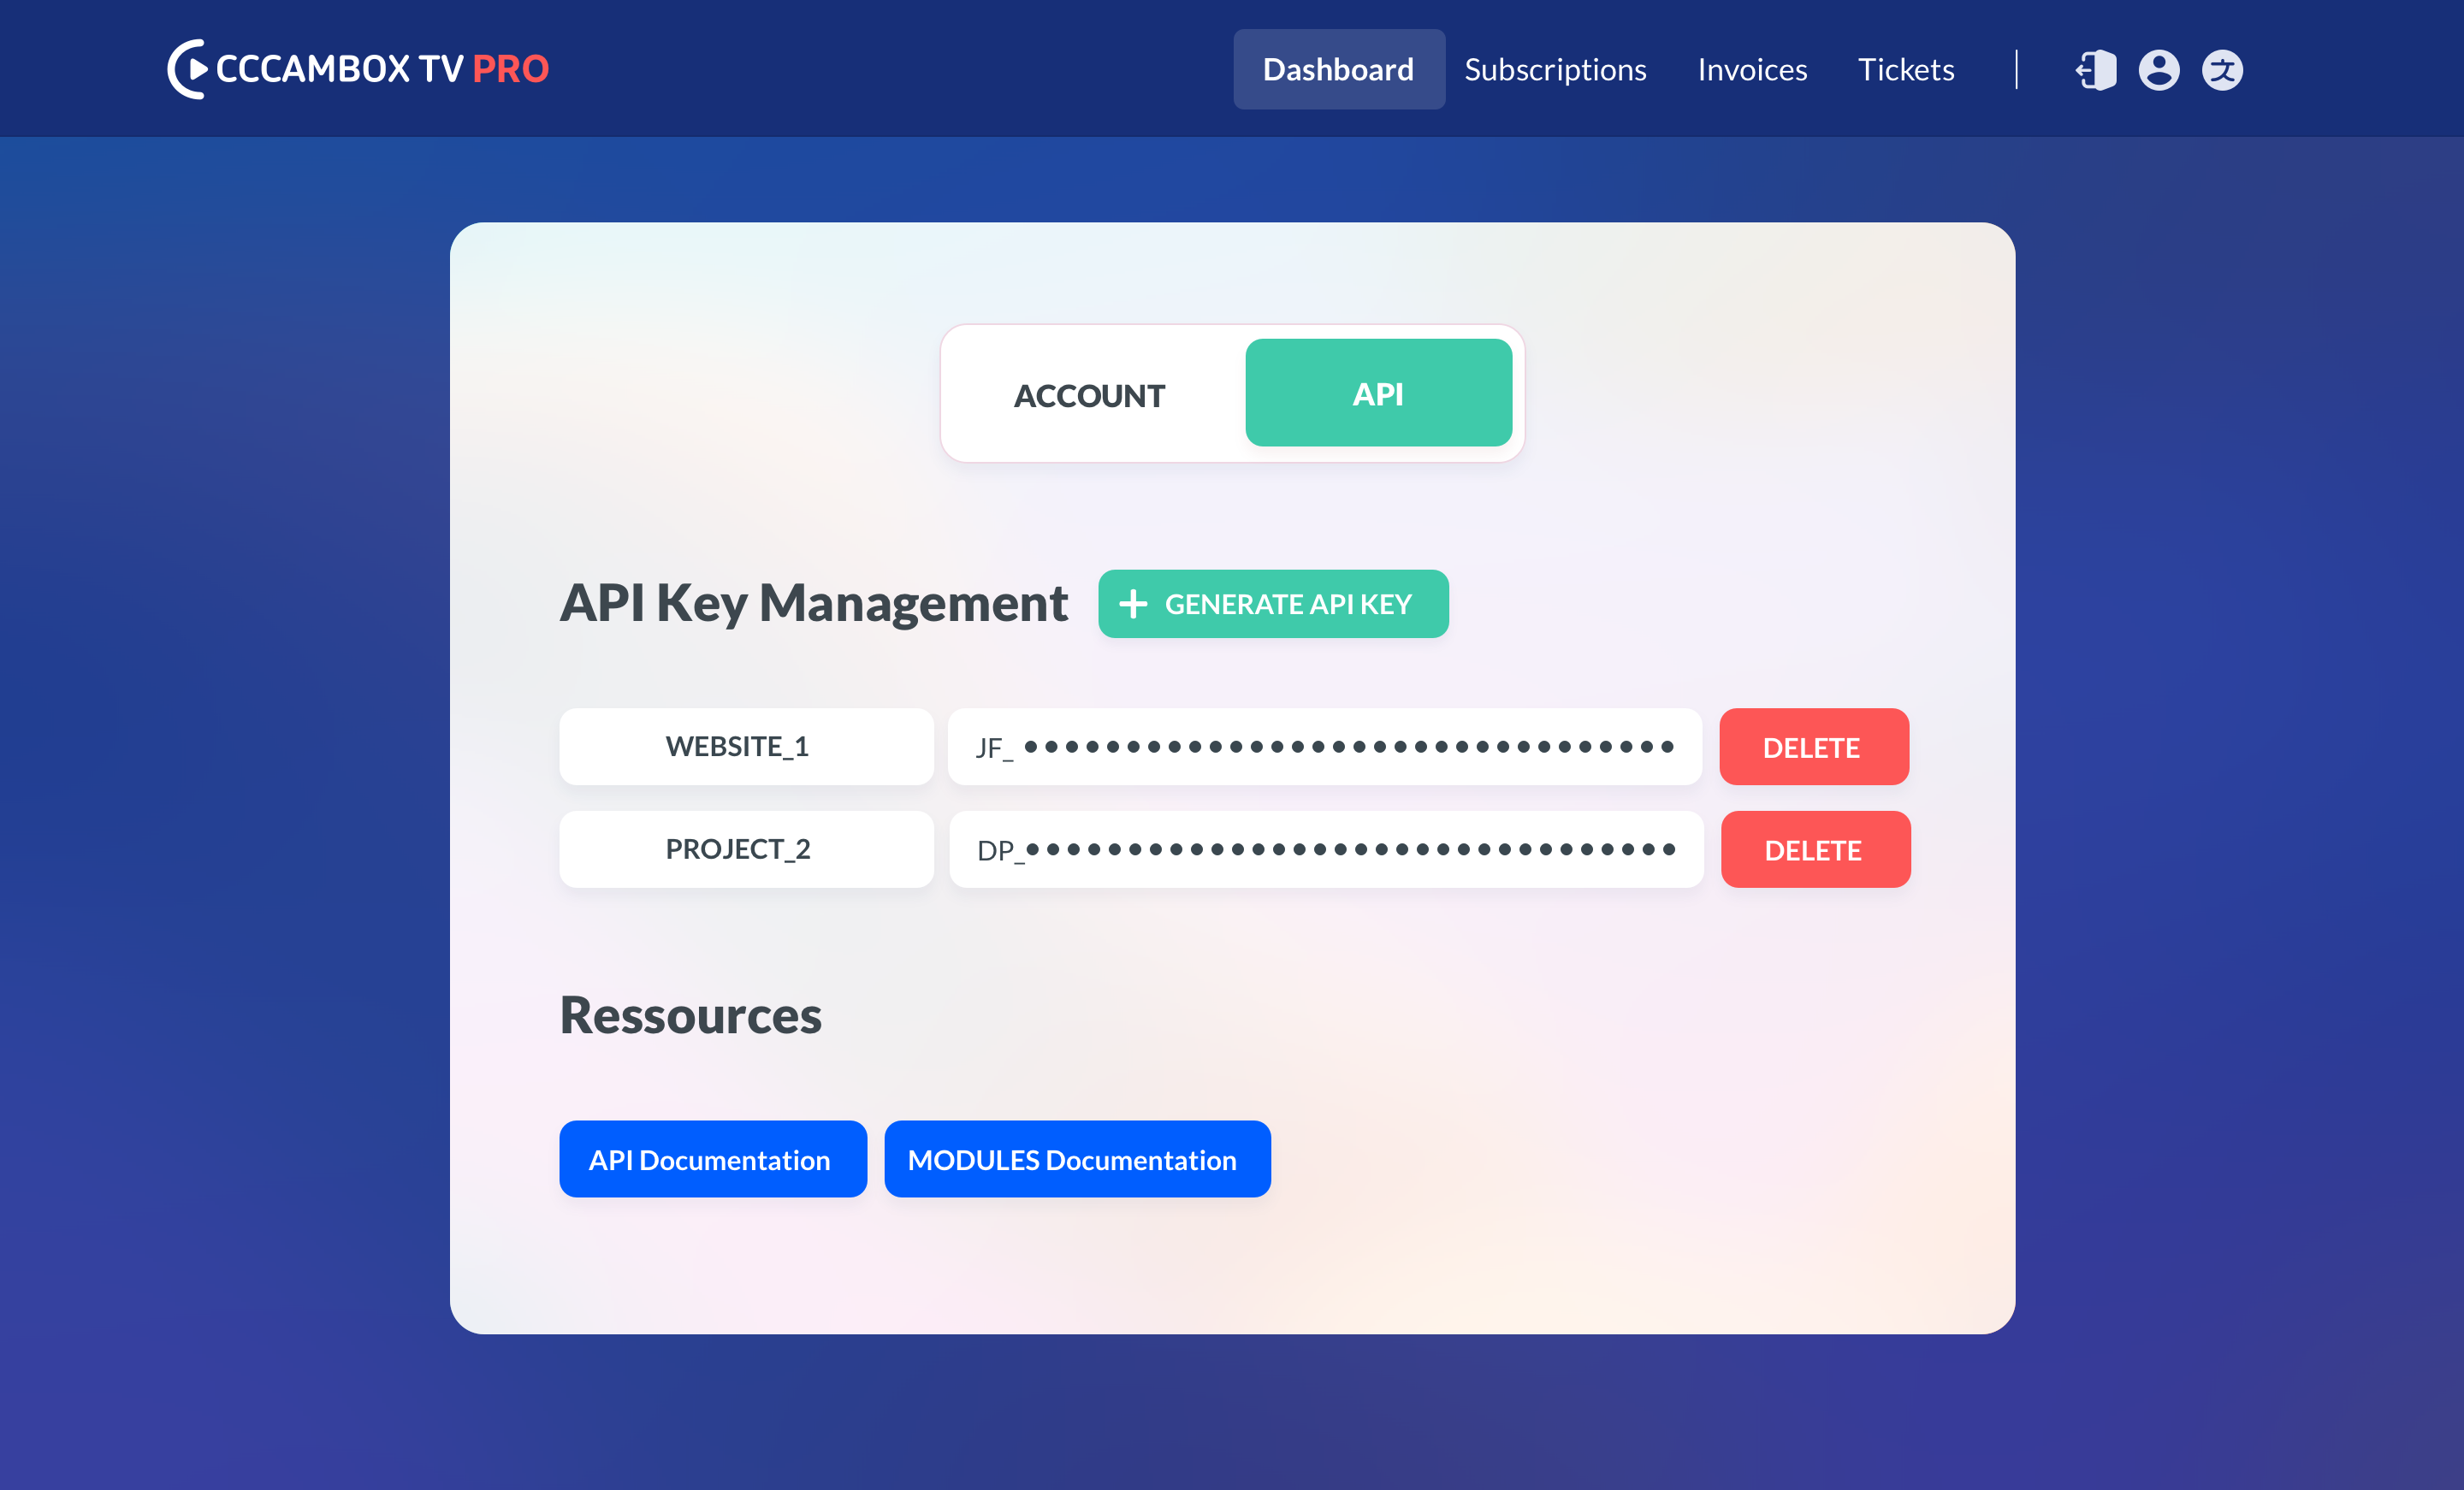 CCCAMBOX TV PRO
Dashboard Subscriptions Invoices Tickets 文
ACCOUNT API
API Key Management + GENERATE API KEY
WEBSITE_1 JF_ •••••••••••••••••••••••••••••••• DELETE
PROJECT_2 DP_•••••••••••••••••••••••••••••••• DELETE
Ressources
API Documentation MODULES Documentation